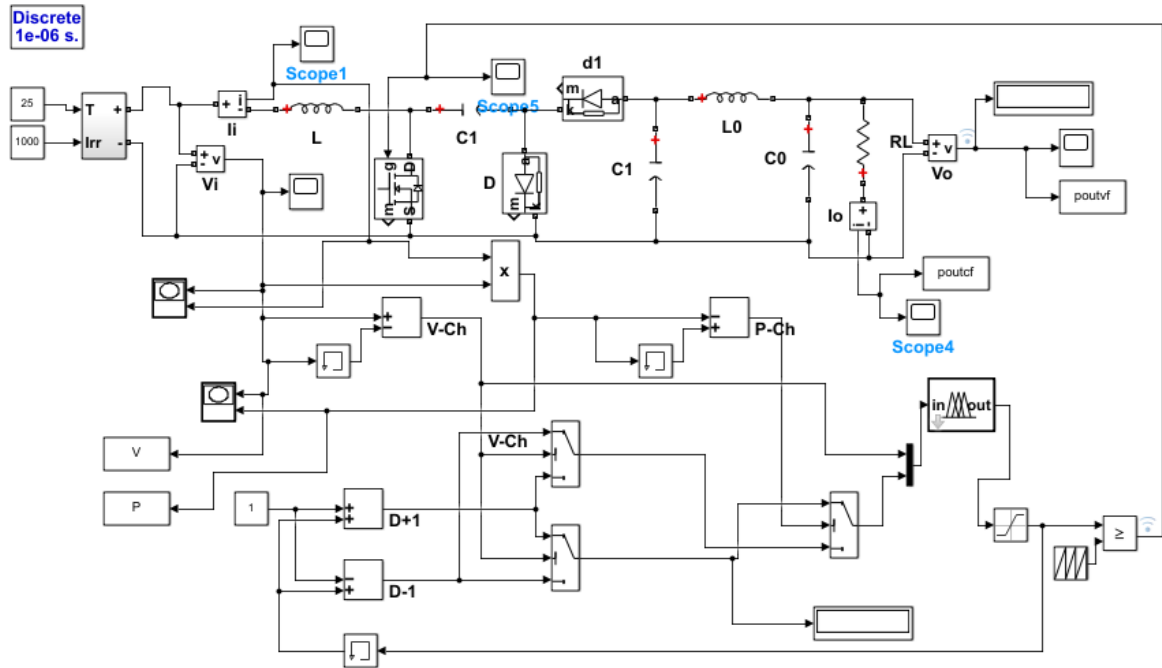 Discrete
1e-06 s.
Scope1
d1
m
a
k
25
T
+
1000
Irr
-
+
i
-
Ii
L
Scope5
C1
+
-
v
Vi
g
D
m
S
D
a
m
k
C1
L0
C0
RL
+
i
-
Io
+
-
v
Vo
poutvf
poutcf
Scope4
x
+
-
V-Ch
-
+
P-Ch
in
out
V
P
V-Ch
1
+
+
D+1
-
+
D-1
≥